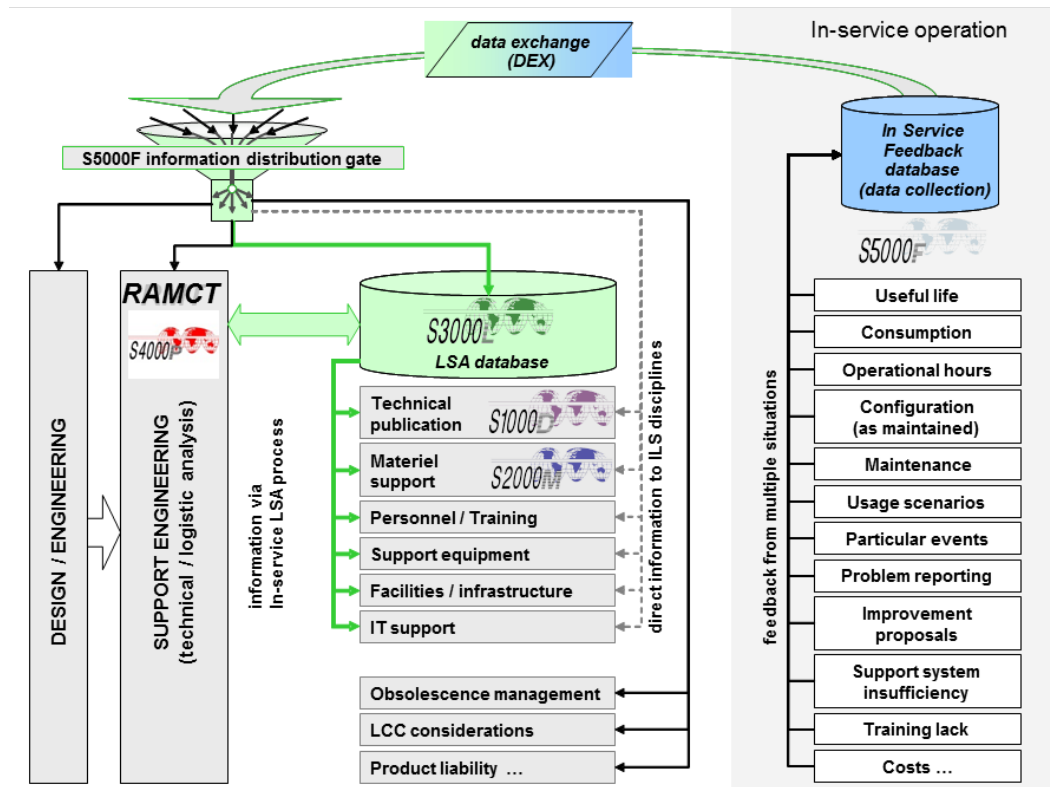 data exchange
(DEX)
In-service operation
In Service
Feedback
database
(data collection)
S5000F
S5000F information distribution gate
DESIGN / ENGINEERING
RAMCT
S4000P
SUPPORT ENGINEERING
(technical / logistic analysis)
information via
In-service LSA process
S3000L
LSA database
Technical
publication
S1000D
Materiel
support
S2000M
Personnel / Training
Support equipment
Facilities / infrastructure
IT support
direct information to ILS disciplines
Obsolescence management
LCC considerations
Product liability ...
feedback from multiple situations
Useful life
Consumption
Operational hours
Configuration
(as maintained)
Maintenance
Usage scenarios
Particular events
Problem reporting
Improvement
proposals
Support system
insufficiency
Training lack
Costs ...